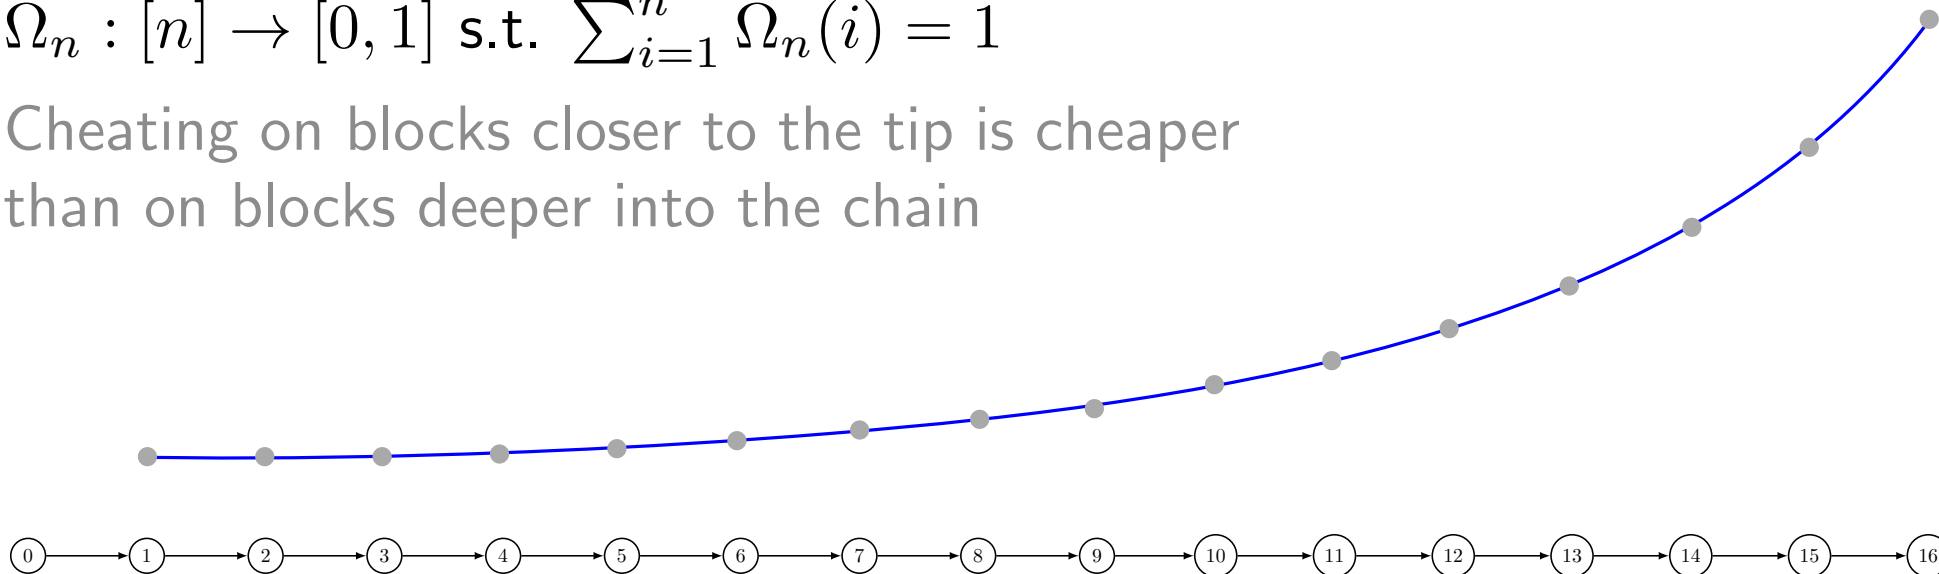 Ωₙ : [n] → [0, 1] s.t. ∑ⁿᵢ₌₁ Ωₙ(i) = 1
Cheating on blocks closer to the tip is cheaper
than on blocks deeper into the chain
0 1 2 3 4 5 6 7 8 9 10 11 12 13 14 15 16